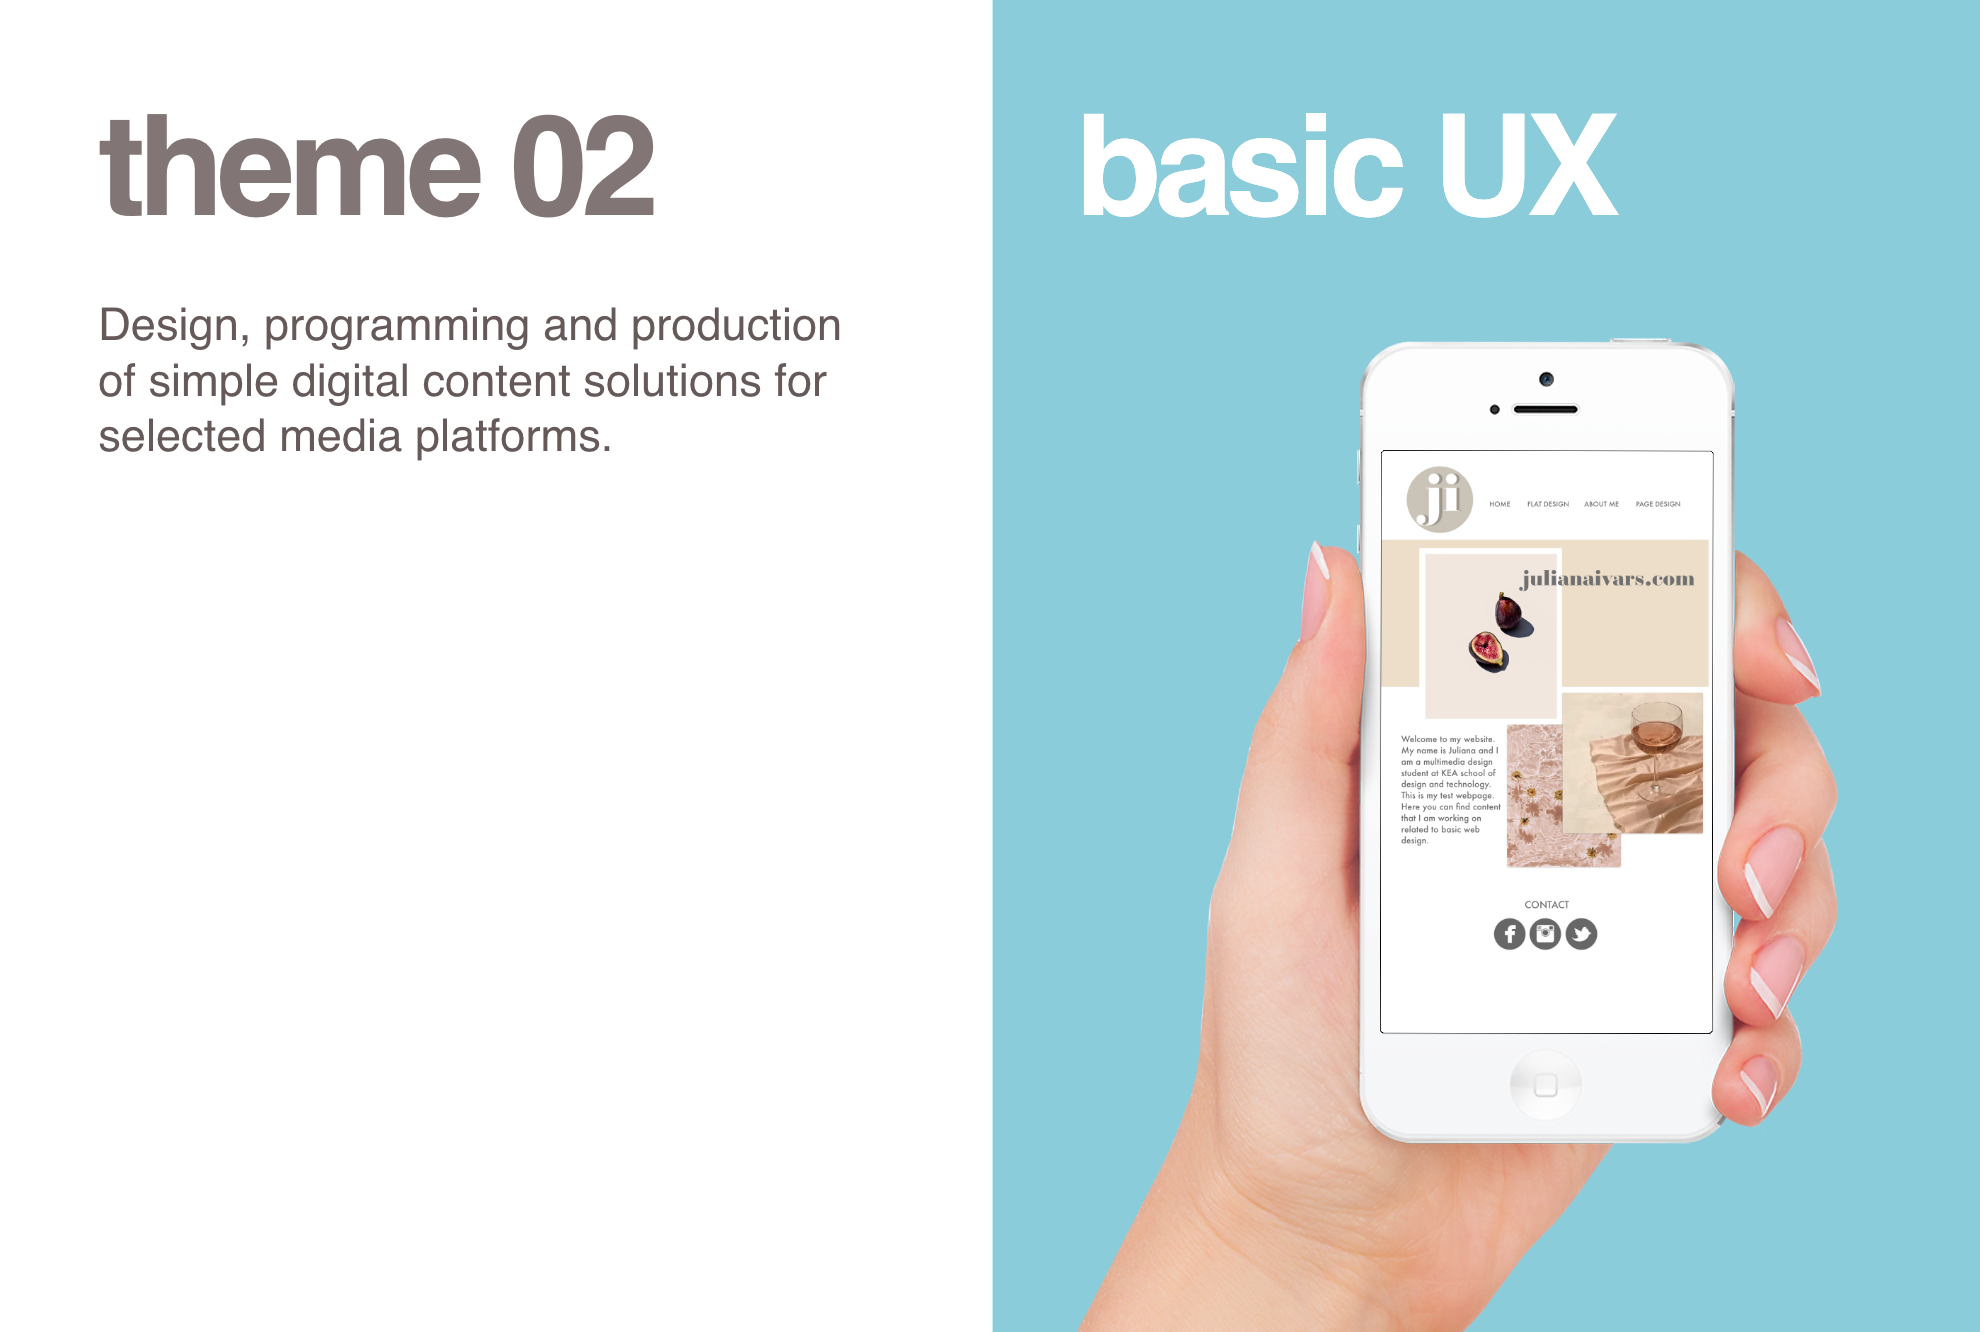 theme 02
Design, programming and production
of simple digital content solutions for
selected media platforms.
basic UX
ji
HOME FLAT DESIGN ABOUT ME PAGE DESIGN
julianaivars.com
Welcome to my website.
My name is Juliana and I
am a multimedia design
student at KEA school of
design and technology.
This is my test webpage.
Here you can find content
that I am working on
related to basic web
design.
CONTACT